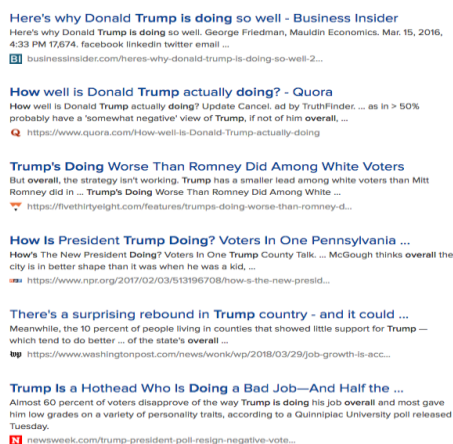 Here's why Donald Trump is doing so well - Business Insider
Here's why Donald Trump is doing so well. George Friedman, Mauldin Economics. Mar. 15, 2016,
4:33 PM 17,674. facebook linkedin twitter email ...
BI businessinsider.com/heres-why-donald-trump-is-doing-so-well-2...
How well is Donald Trump actually doing? - Quora
How well is Donald Trump actually doing? Update Cancel. ad by TruthFinder. ... as in > 50%
probably have a 'somewhat negative' view of Trump, if not of him overall, ...
Q https://www.quora.com/How-well-is-Donald-Trump-actually-doing
Trump's Doing Worse Than Romney Did Among White Voters
But overall, the strategy isn't working. Trump has a smaller lead among white voters than Mitt
Romney did in ... Trump's Doing Worse Than Romney Did Among White ...
https://fivethirtyeight.com/features/trumps-doing-worse-than-romney-d...
How Is President Trump Doing? Voters In One Pennsylvania ...
How's The New President Doing? Voters In One Trump County Talk. ... McGough thinks overall the
city is in better shape than it was when he was a kid, ...
npr https://www.npr.org/2017/02/03/513196708/how-s-the-new-presid...
There's a surprising rebound in Trump country - and it could ...
Meanwhile, the 10 percent of people living in counties that showed little support for Trump —
which tend to do better ... of the state's overall ...
wp https://www.washingtonpost.com/news/wonk/wp/2018/03/29/job-growth-is-acc...
Trump Is a Hothead Who Is Doing a Bad Job—And Half the ...
Almost 60 percent of voters disapprove of the way Trump is doing his job overall and most gave
him low grades on a variety of personality traits, according to a Quinnipiac University poll released
Tuesday.
N newsweek.com/trump-president-poll-resign-negative-vote...